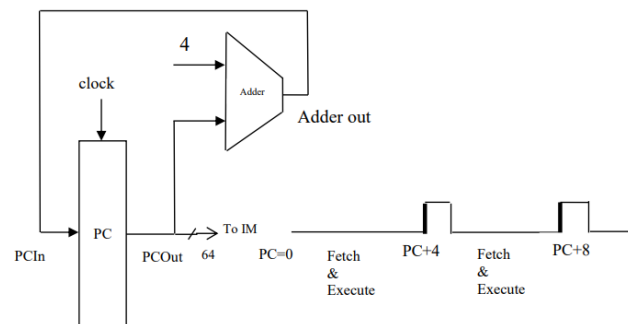 4
Adder
clock
Adder out
PC
To IM
PCIn
PCOut
64
PC=0
Fetch
&
Execute
PC+4
Fetch
&
Execute
PC+8